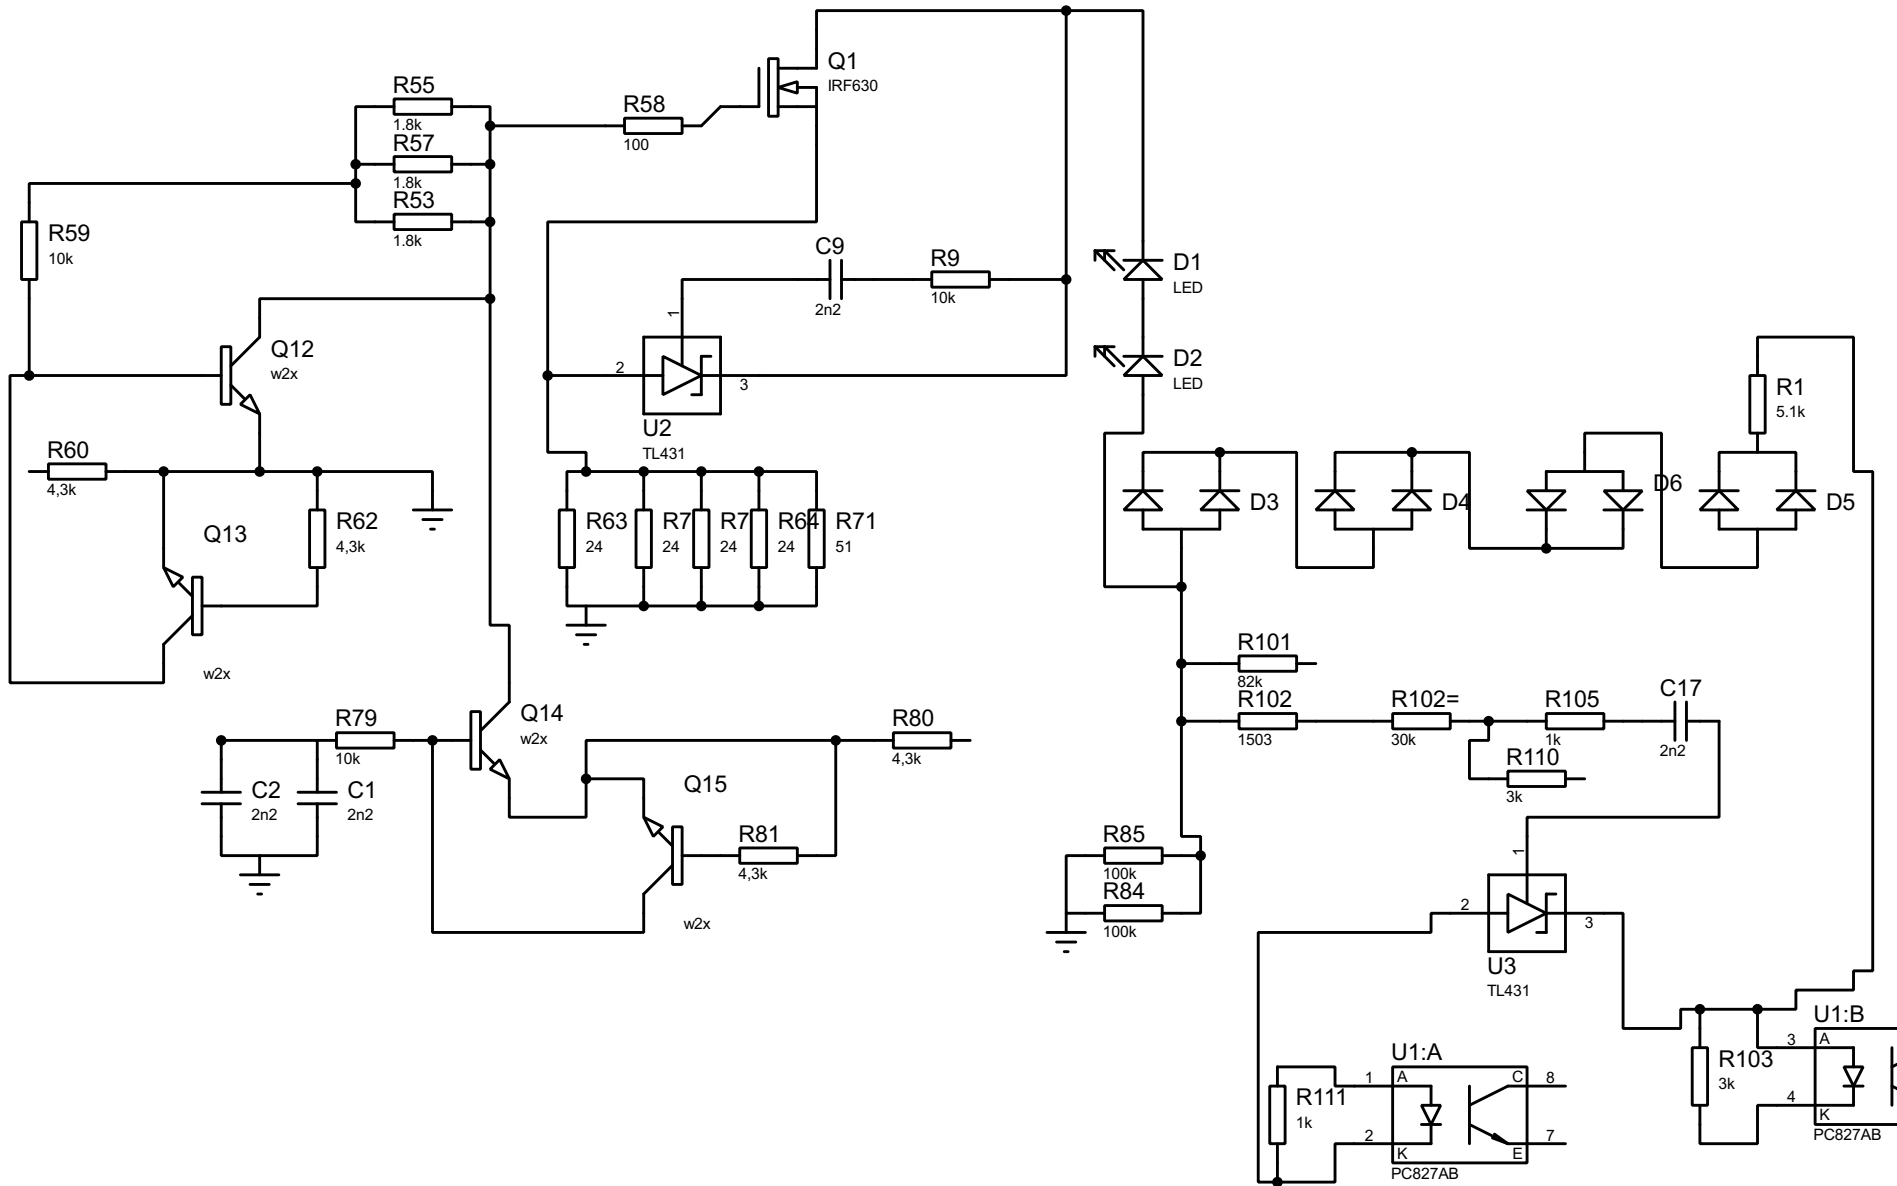 Q1
IRF630
R55
1.8k
R57
1.8k
R53
1.8k
R58
100
R59
10k
C9
2n2
R9
10k
D1
LED
D2
LED
Q12
w2x
1
2
3
U2
TL431
R1
5.1k
R60
4,3k
Q13
w2x
R62
4,3k
R63
24
R7
24
R7
24
R64
24
R71
51
D3
D4
D6
D5
R101
82k
R102
1503
R102=
30k
R105
1k
C17
2n2
R110
3k
R79
10k
Q14
w2x
R80
4,3k
C2
2n2
C1
2n2
Q15
w2x
R81
4,3k
R85
100k
R84
100k
1
2
3
U3
TL431
U1:A
R111
1k
1
A
C
8
2
K
E
7
PC827AB
R103
3k
U1:B
3
A
4
K
PC827AB